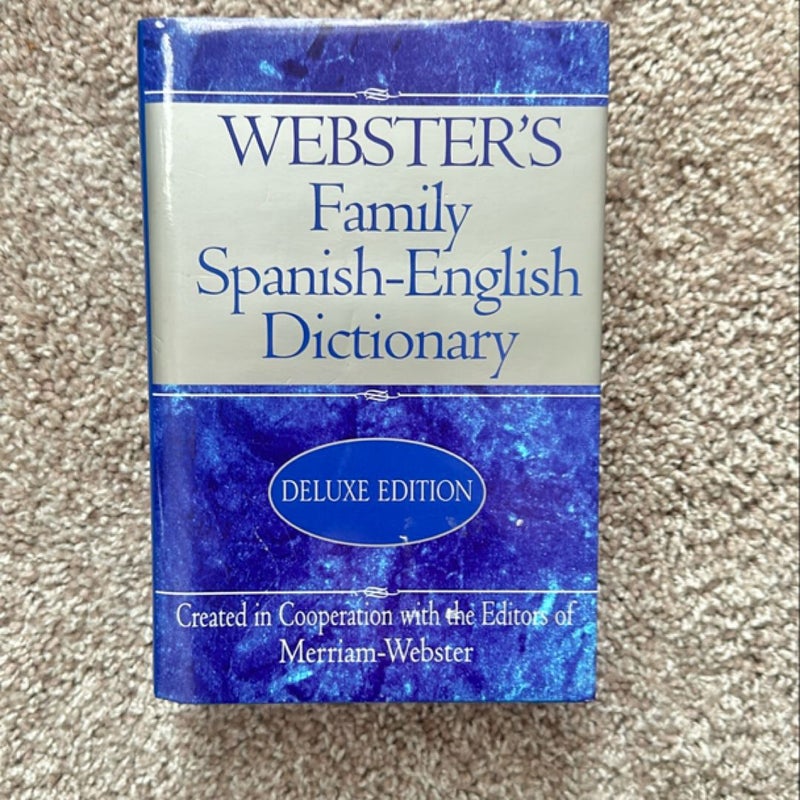 WEBSTER'S
Family
Spanish-English
Dictionary
DELUXE EDITION
Created in Cooperation with the Editors of
Merriam-Webster